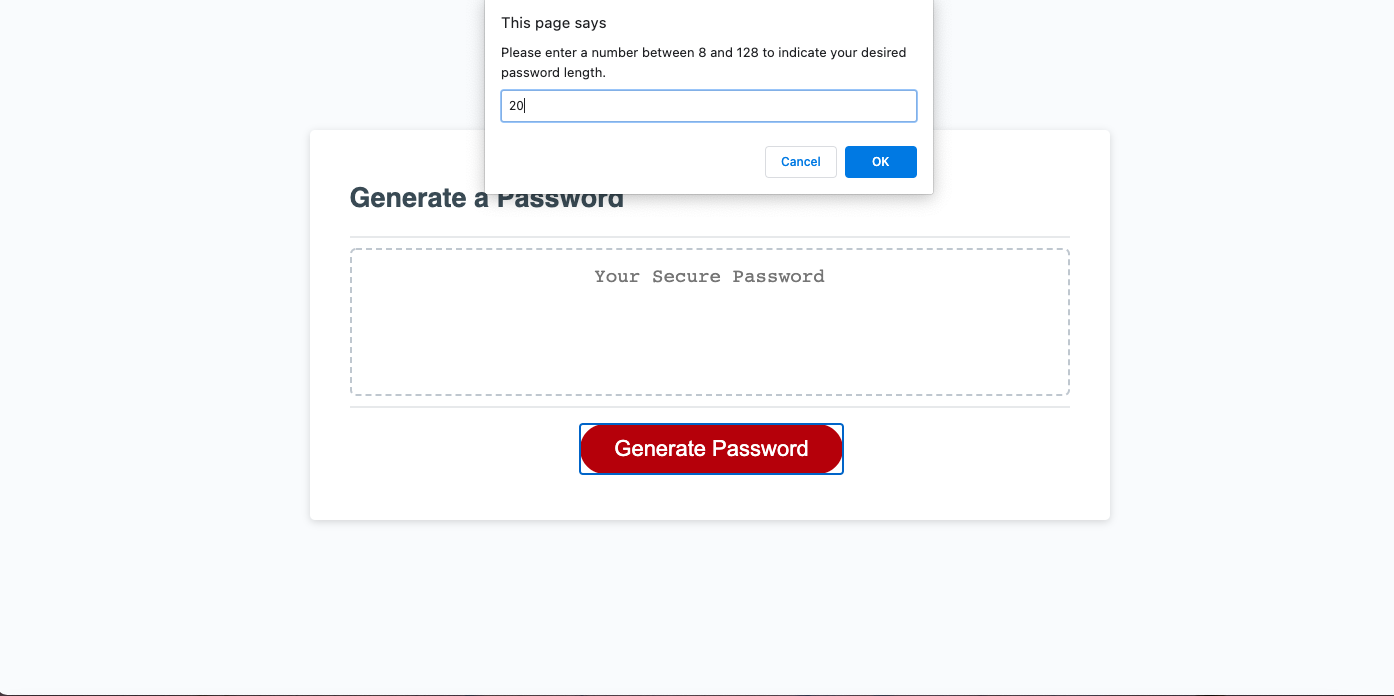 This page says
Please enter a number between 8 and 128 to indicate your desired
password length.
20
Cancel
OK
Generate a Password
Your Secure Password
Generate Password